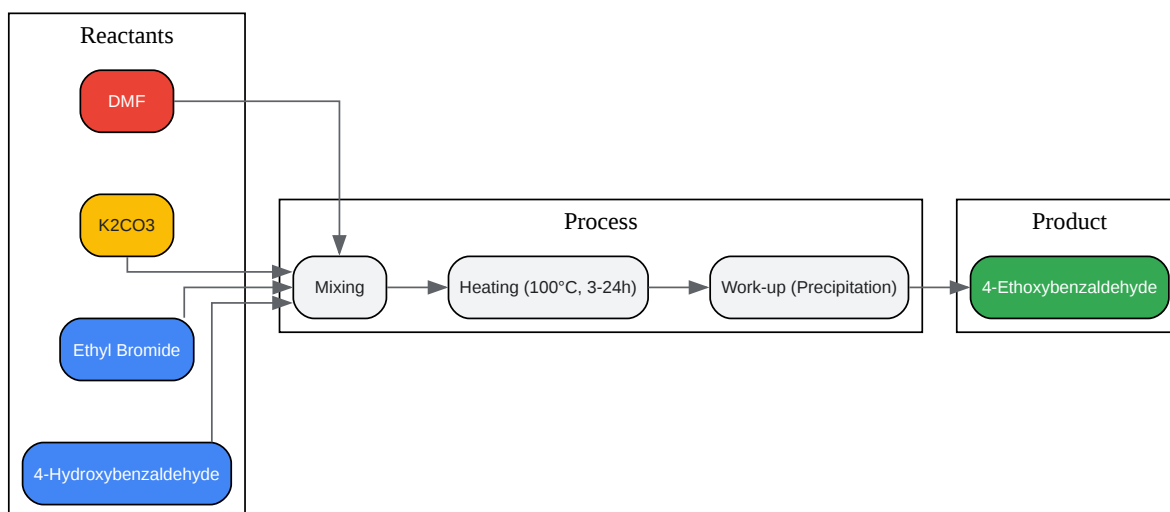 Reactants
DMF
K2CO3
Ethyl Bromide
4-Hydroxybenzaldehyde
Process
Mixing
Heating (100°C, 3-24h)
Work-up (Precipitation)
Product
4-Ethoxybenzaldehyde